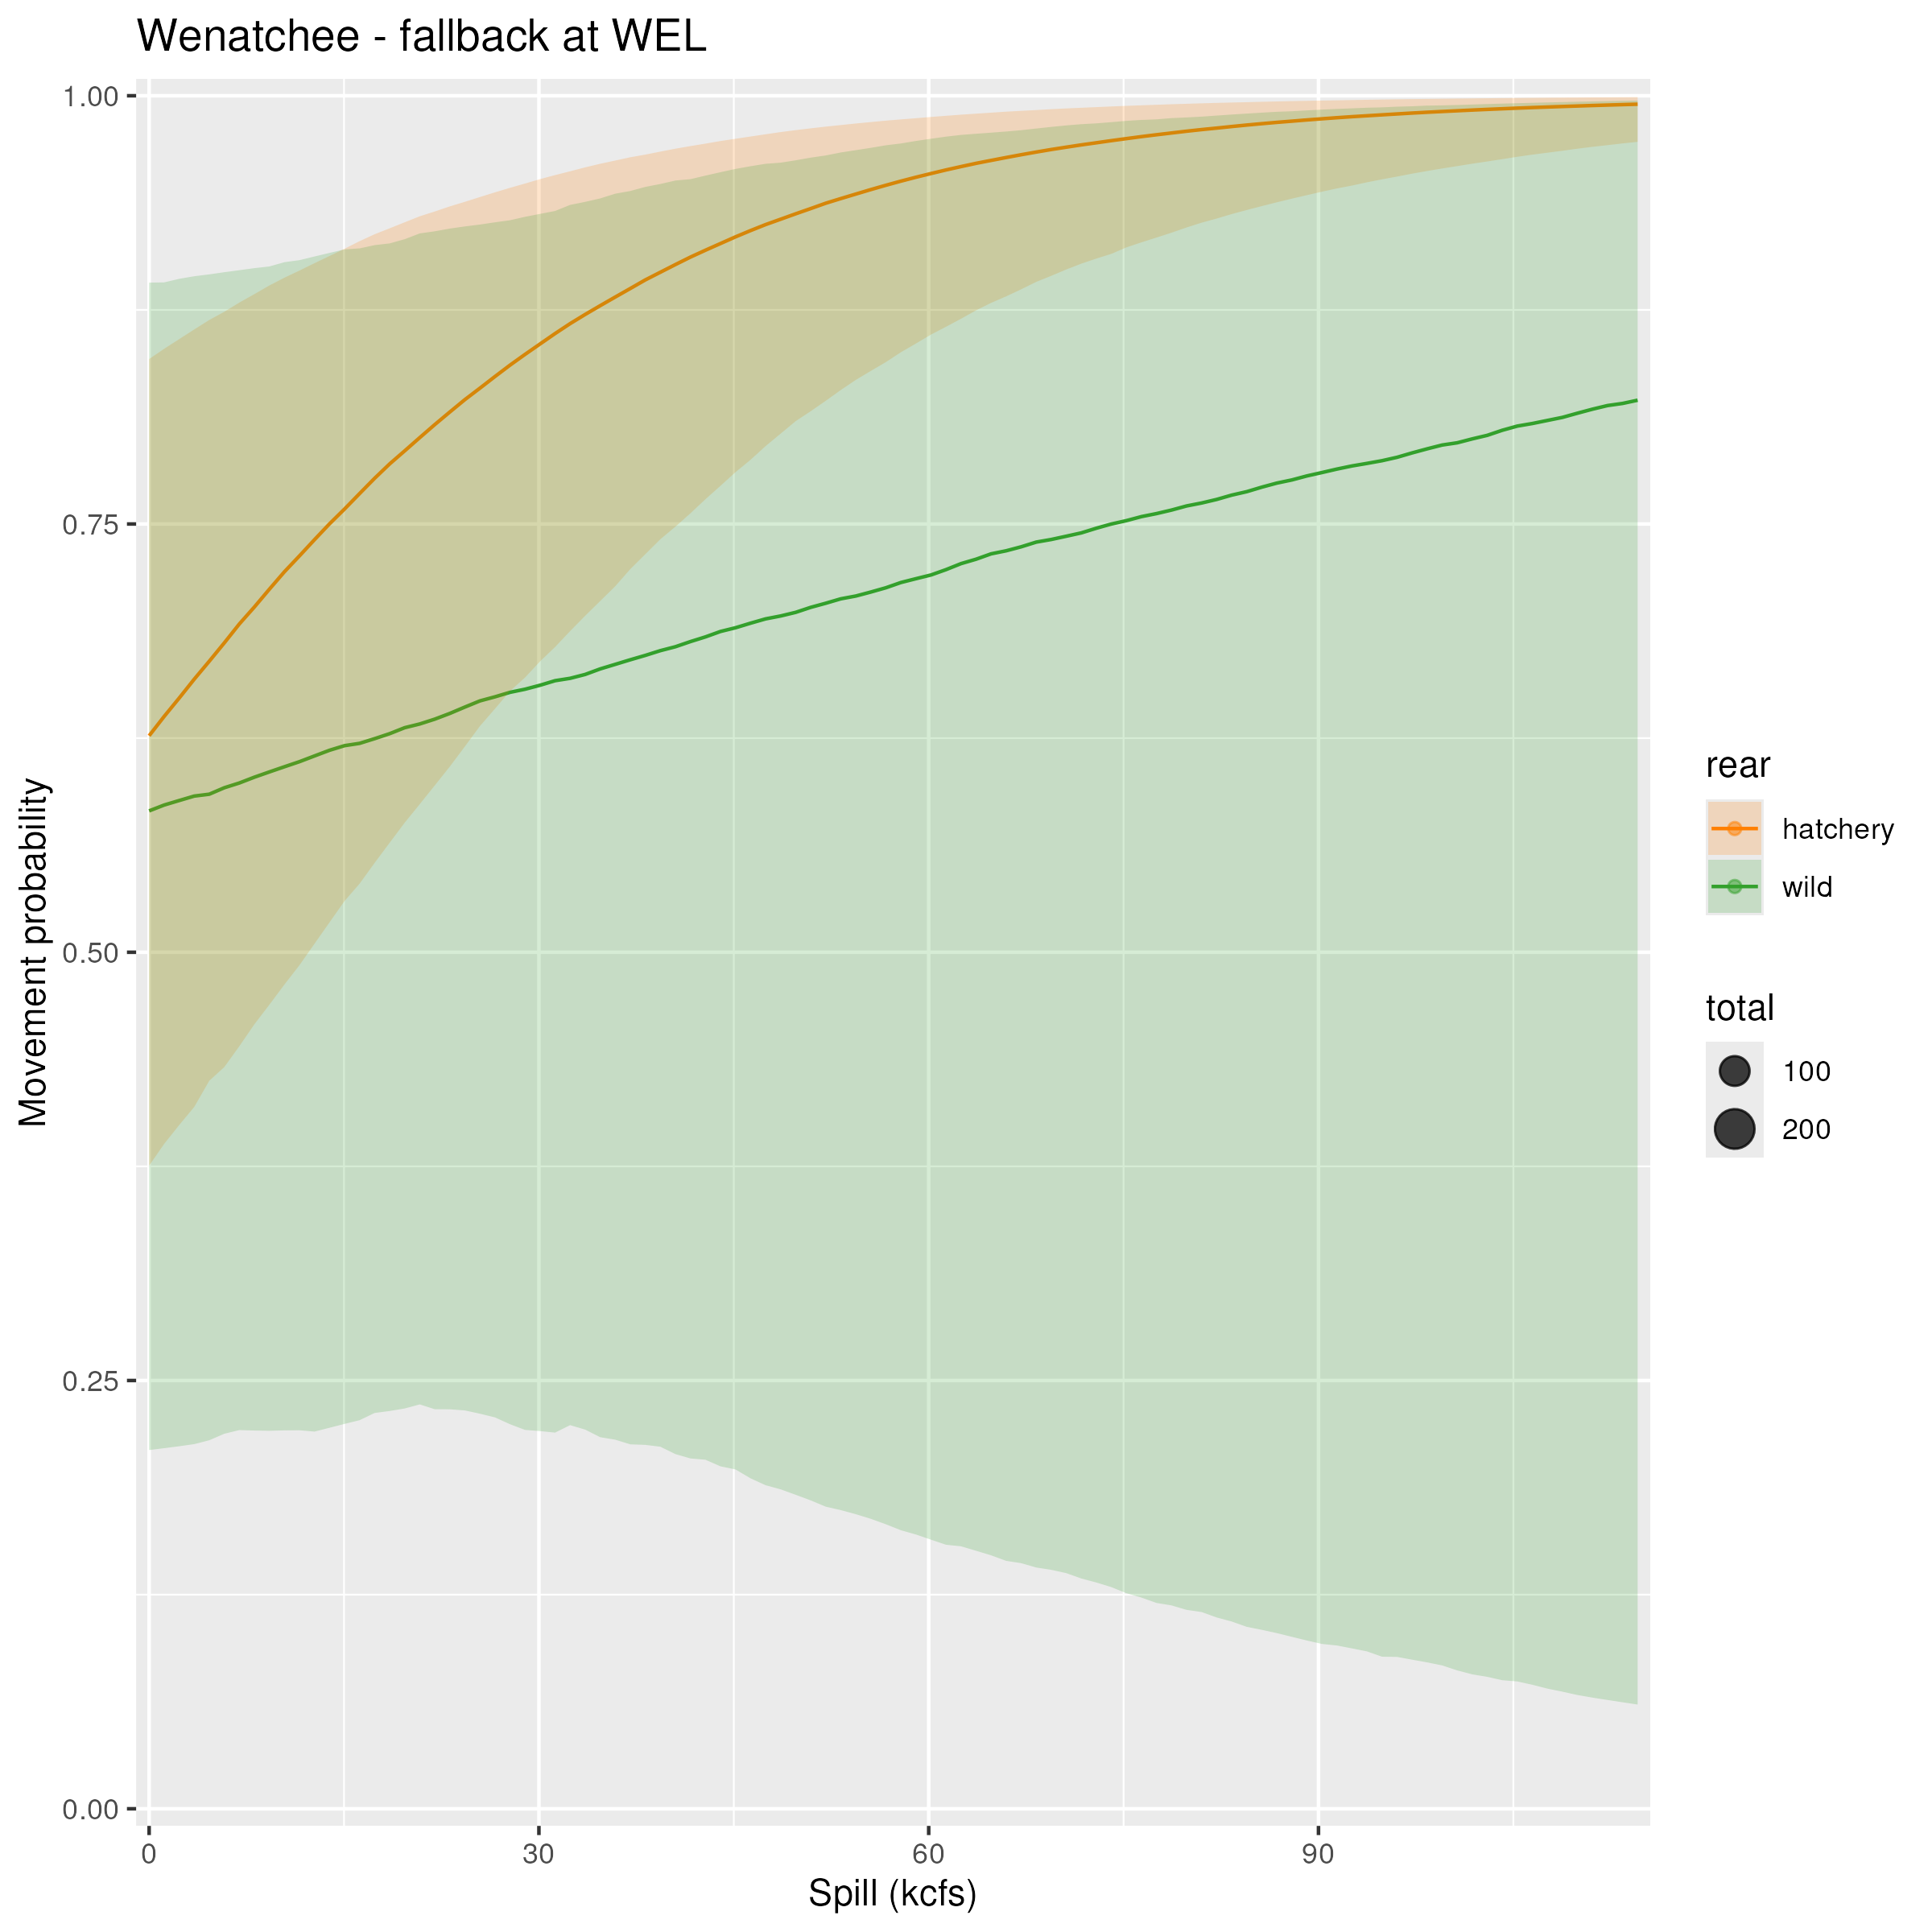 Wenatchee - fallback at WEL
Movement probability
1.00
0.75
0.50
0.25
0.00
0
30
60
90
Spill (kcfs)
rear
hatchery
wild
total
100
200